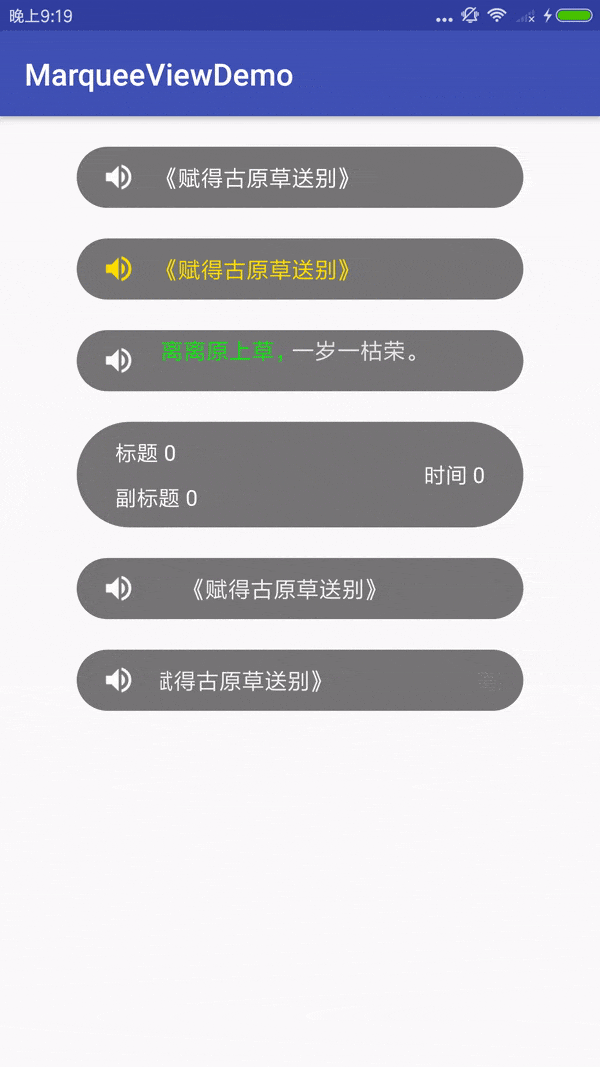 晚上9:19
MarqueeViewDemo
《赋得古原草送别》
《赋得古原草送别》
离离原上草，一岁一枯荣。
标题 0
时间 0
副标题 0
《赋得古原草送别》
得古原草送别》